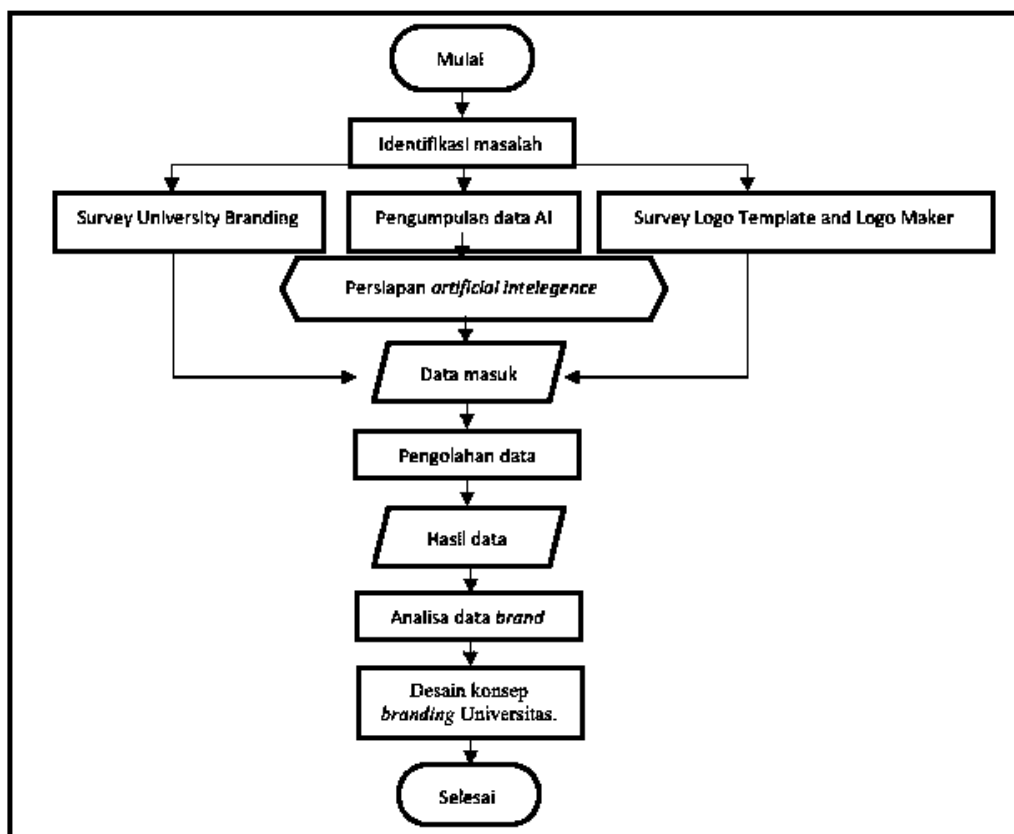 Mulai
Identifikasi masalah
Survey University Branding
Pengumpulan data AI
Survey Logo Template and Logo Maker
Persiapan artificial intelegence
Data masuk
Pengolahan data
Hasil data
Analisa data brand
Desain konsep
branding Universitas.
Selesai